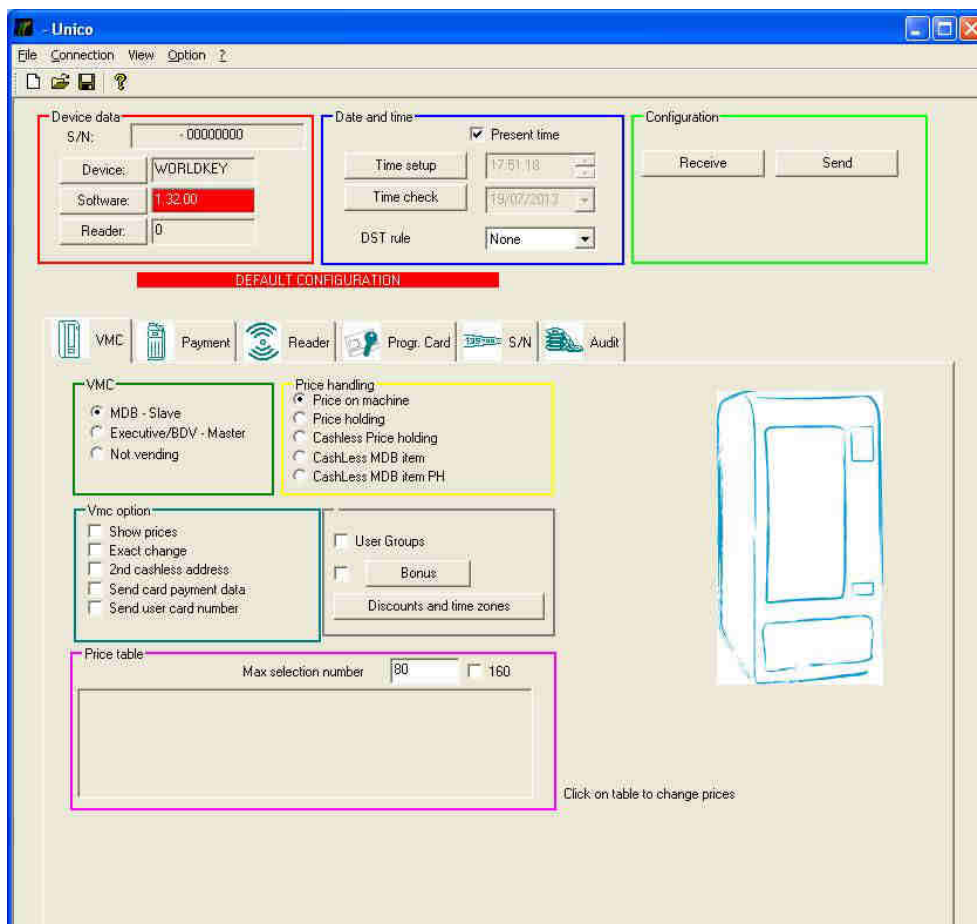 - Unico
File Connection View Option ?
Device data
S/N: - 00000000
Device: WORLDKEY
Software: 1.32.00
Reader: 0
Date and time
Present time
Time setup 17:51:18
Time check 19/07/2013
DST rule None
Configuration
Receive Send
DEFAULT CONFIGURATION
VMC Payment Reader Progr. Card S/N Audit
VMC
MDB - Slave
Executive/BDV - Master
Not vending
Price handling
Price on machine
Price holding
Cashless Price holding
CashLess MDB item
CashLess MDB item PH
Vmc option
Show prices
Exact change
2nd cashless address
Send card payment data
Send user card number
User Groups
Bonus
Discounts and time zones
Price table
Max selection number 80 160
Click on table to change prices